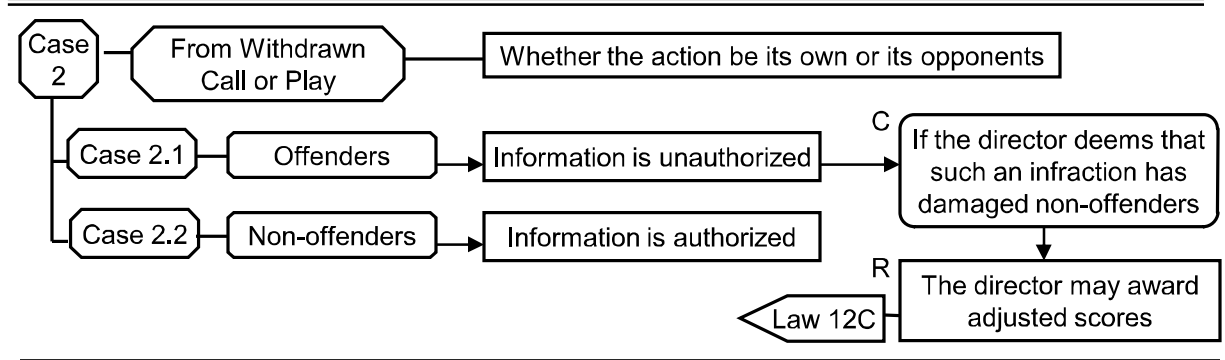 Case
2
From Withdrawn
Call or Play
Whether the action be its own or its opponents
Case 2.1
Offenders
Information is unauthorized
C
If the director deems that
such an infraction has
damaged non-offenders
Case 2.2
Non-offenders
Information is authorized
R
The director may award
adjusted scores
Law 12C